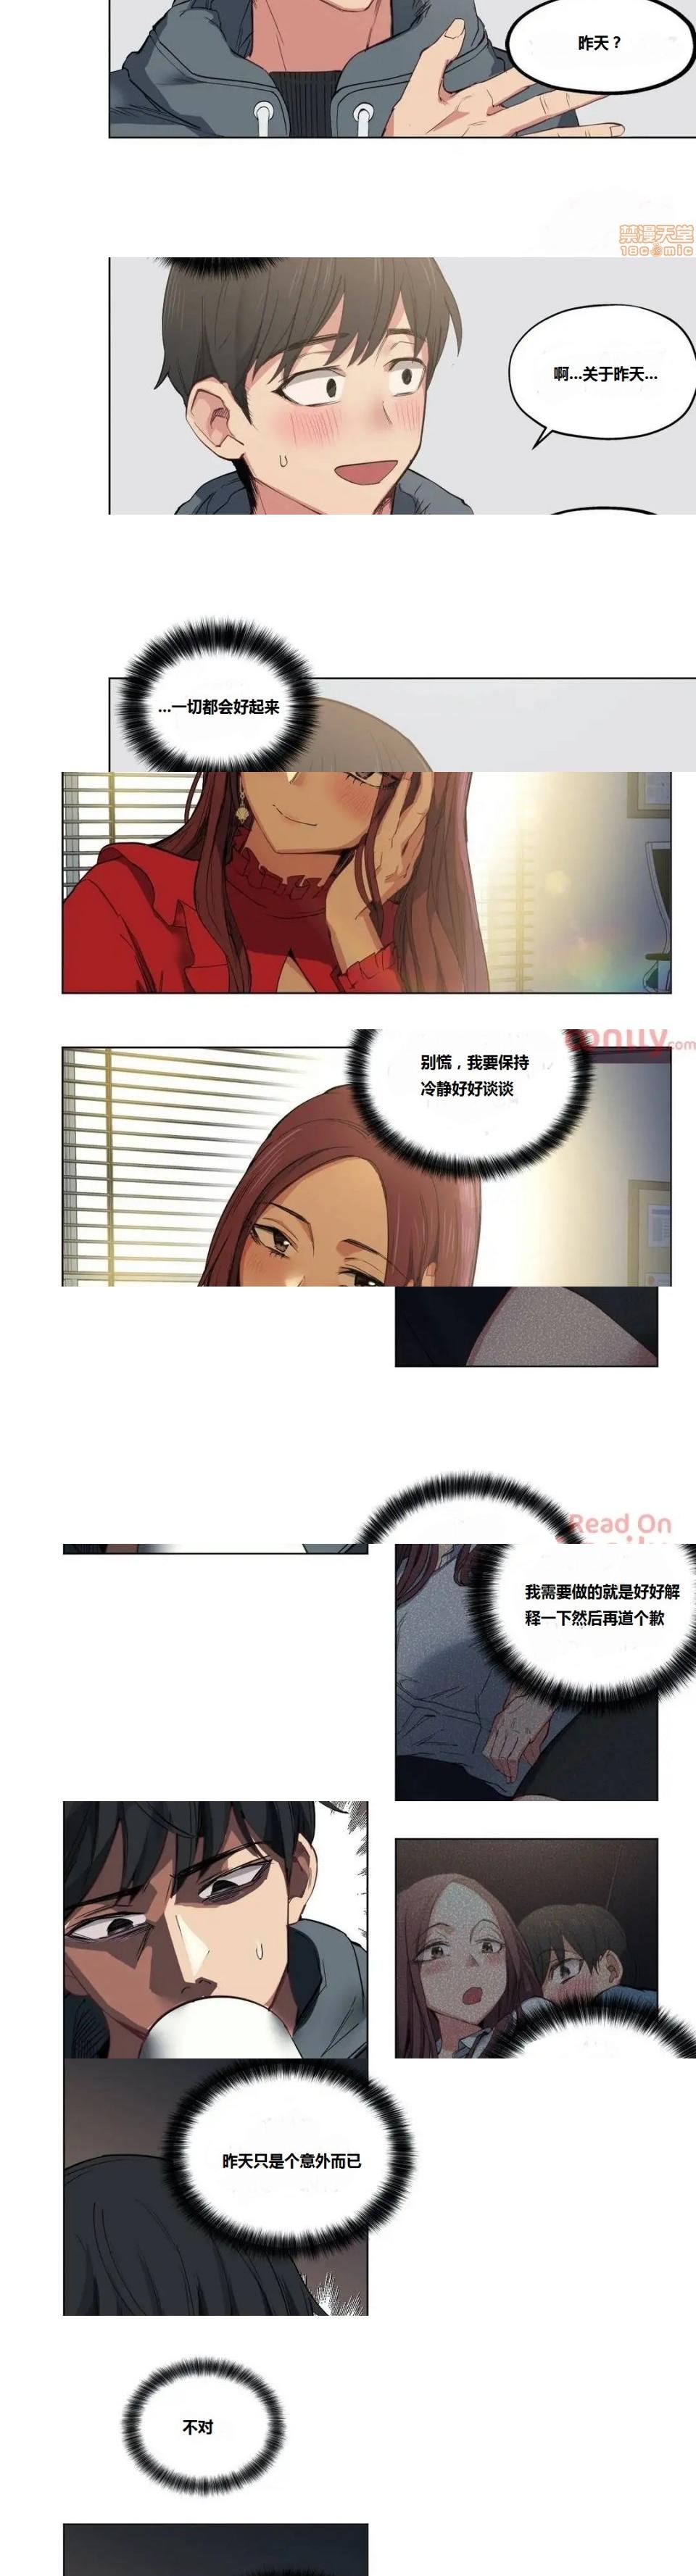 昨天？
禁漫天堂
18comic
啊...关于昨天...
...一切都会好起来
.com
别慌，我要保持
冷静好好谈谈
Read On
我需要做的就是好好解
释一下然后再道个歉
昨天只是个意外而已
不对